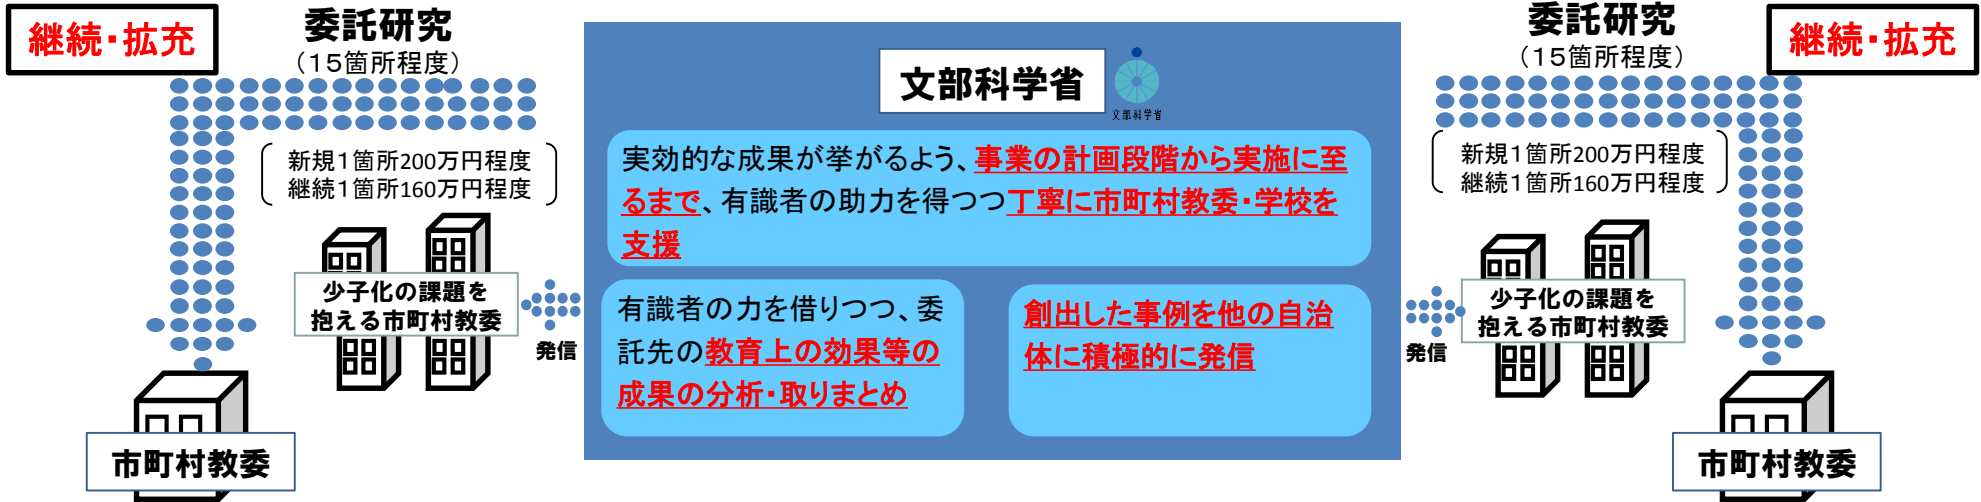 継続・拡充
委託研究
（１５箇所程度）
新規１箇所200万円程度
継続１箇所160万円程度
少子化の課題を
抱える市町村教委
発信
市町村教委
文部科学省
文部科学省
実効的な成果が挙がるよう、事業の計画段階から実施に至
るまで、有識者の助力を得つつ丁寧に市町村教委・学校を
支援
有識者の力を借りつつ、委
託先の教育上の効果等の
成果の分析・取りまとめ
創出した事例を他の自治
体に積極的に発信
委託研究
（１５箇所程度）
継続・拡充
新規１箇所200万円程度
継続１箇所160万円程度
少子化の課題を
抱える市町村教委
発信
市町村教委